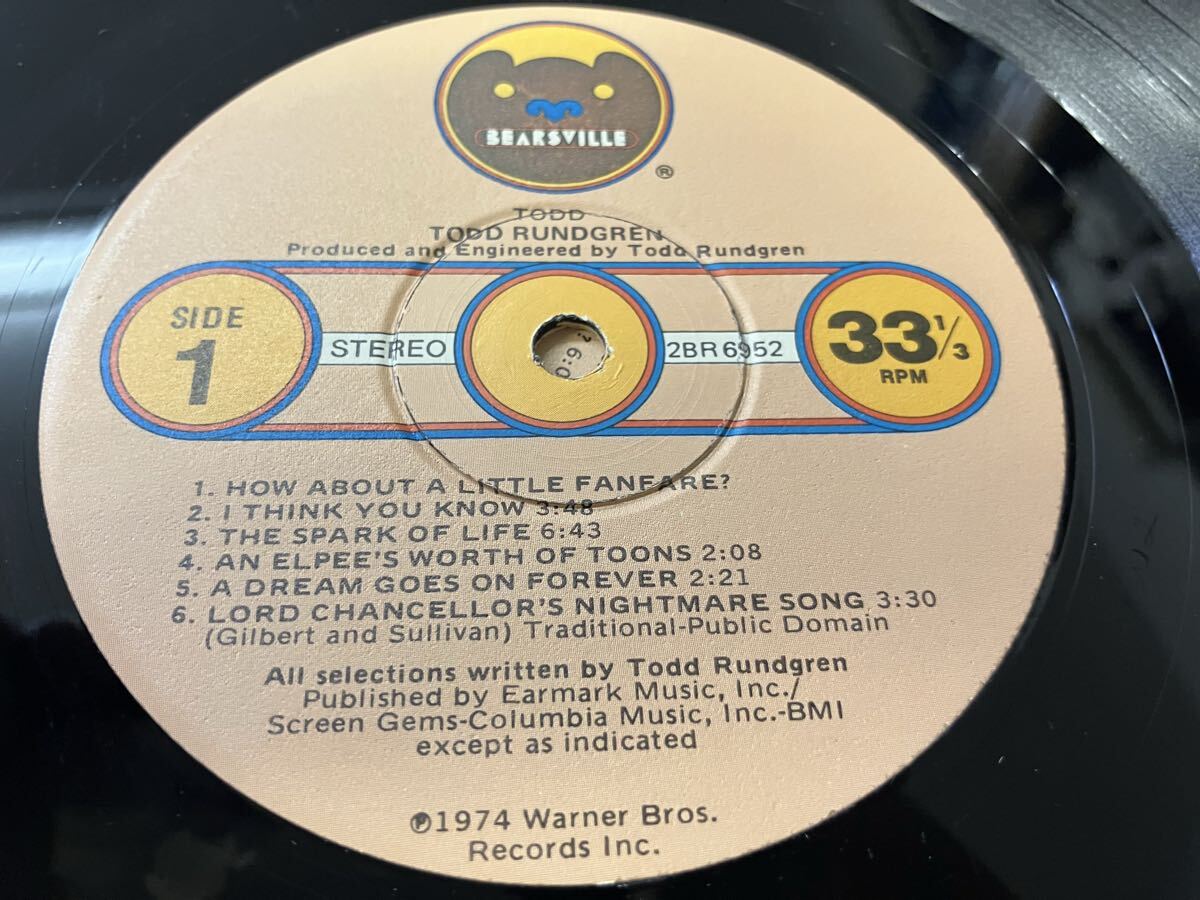 BEARSVILLE
®
TODD
TODD RUNDGREN
Produced and Engineered by Todd Rundgren
SIDE
1
STEREO
2BR 6952
33 1/3
RPM
1. HOW ABOUT A LITTLE FANFARE?
2. I THINK YOU KNOW 3:48
3. THE SPARK OF LIFE 6:43
4. AN ELPEE'S WORTH OF TOONS 2:08
5. A DREAM GOES ON FOREVER 2:21
6. LORD CHANCELLOR'S NIGHTMARE SONG 3:30
(Gilbert and Sullivan) Traditional-Public Domain
All selections written by Todd Rundgren
Published by Earmark Music, Inc./
Screen Gems-Columbia Music, Inc.-BMI
except as indicated
℗1974 Warner Bros.
Records Inc.